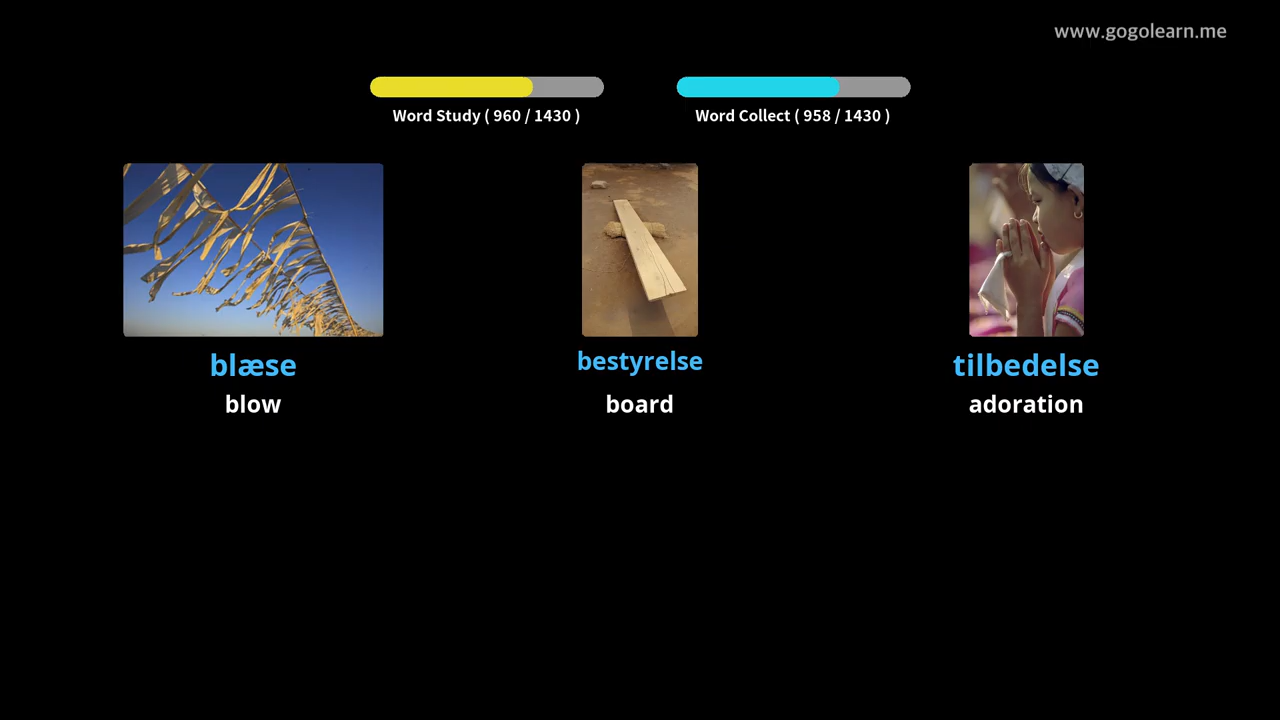 www.gogolearn.me
Word Study ( 960 / 1430 )
Word Collect ( 958 / 1430 )
blæse
blow
bestyrelse
board
tilbedelse
adoration